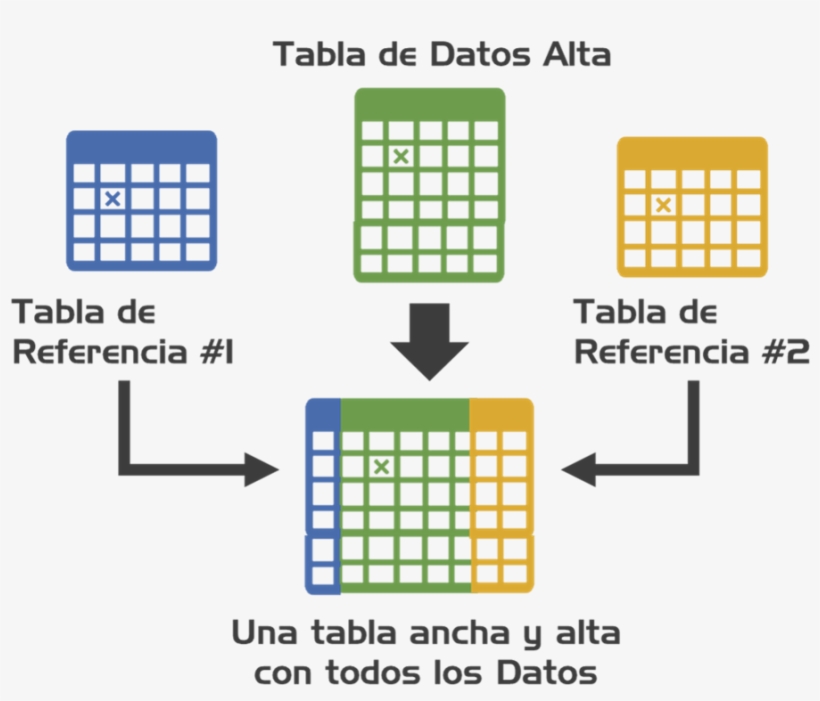 Tabla de Datos Alta
Tabla de
Referencia #1
Tabla de
Referencia #2
Una tabla ancha y alta
con todos los Datos